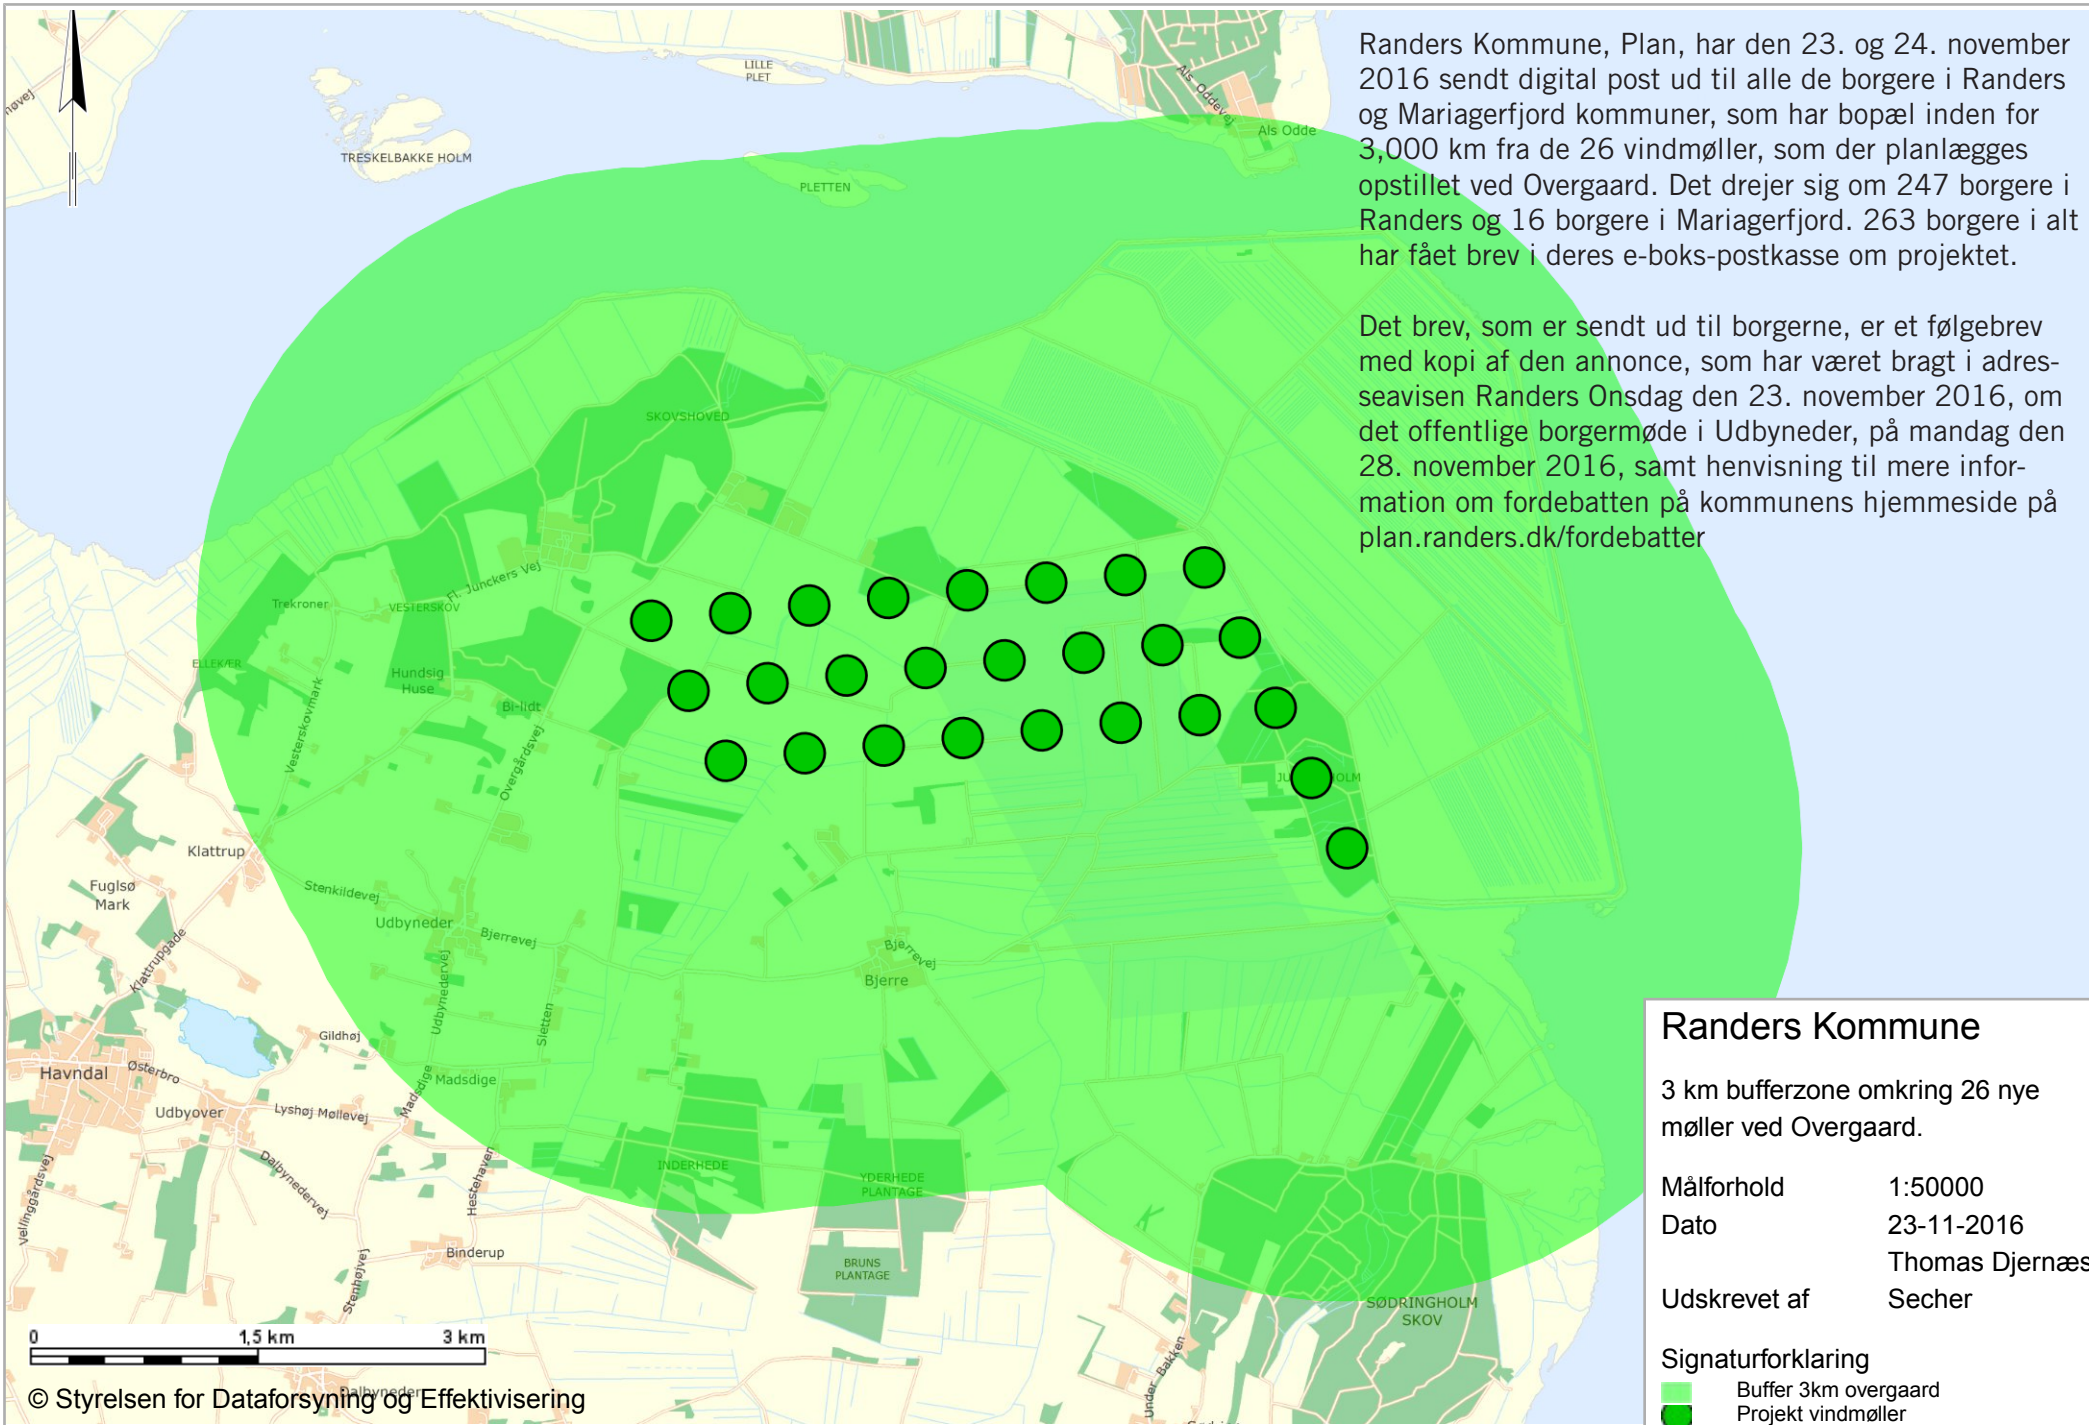 Randers Kommune, Plan, har den 23. og 24. november
2016 sendt digital post ud til alle de borgere i Randers
og Mariagerfjord kommuner, som har bopæl inden for
3,000 km fra de 26 vindmøller, som der planlægges
opstillet ved Overgaard. Det drejer sig om 247 borgere i
Randers og 16 borgere i Mariagerfjord. 263 borgere i alt
har fået brev i deres e-boks-postkasse om projektet.
Det brev, som er sendt ud til borgerne, er et følgebrev
med kopi af den annonce, som har været bragt i adres-
seavisen Randers Onsdag den 23. november 2016, om
det offentlige borgermøde i Udbyneder, på mandag den
28. november 2016, samt henvisning til mere infor-
mation om fordebatten på kommunens hjemmeside på
plan.randers.dk/fordebatter
LILLE
PLET
Als Oddevej
Als Odde
TRESKELBAKKE HOLM
PLETTEN
SKOVSHOVED
Fl. Junckers Vej
Trekroner
VESTERSKOV
ELLEKÆR
Hundsig
Huse
Bi-lidt
Vesterskovmark
Overgårdsvej
Klattrup
Fuglsø
Mark
Stenkildevej
Udbyneder
Bjerrevej
Bjerrevej
Bjerre
Klattrupgade
Udbynedervej
Sletten
Gildhøj
Havndal
Østerbro
Madsdige
Madsdige
Udbyover
Lyshøj Møllevej
Dalbynedervej
Hestehaven
Vellinggårdsvej
Stenhøjvej
Binderup
INDERHEDE
YDERHEDE
PLANTAGE
BRUNS
PLANTAGE
Under Bakken
SØDRINGHOLM
SKOV
Dalbyneder
0 1,5 km 3 km
© Styrelsen for Dataforsyning og Effektivisering
Randers Kommune
3 km bufferzone omkring 26 nye
møller ved Overgaard.
Målforhold 1:50000
Dato 23-11-2016
Thomas Djernæs
Udskrevet af Secher
Signaturforklaring
Buffer 3km overgaard
Projekt vindmøller